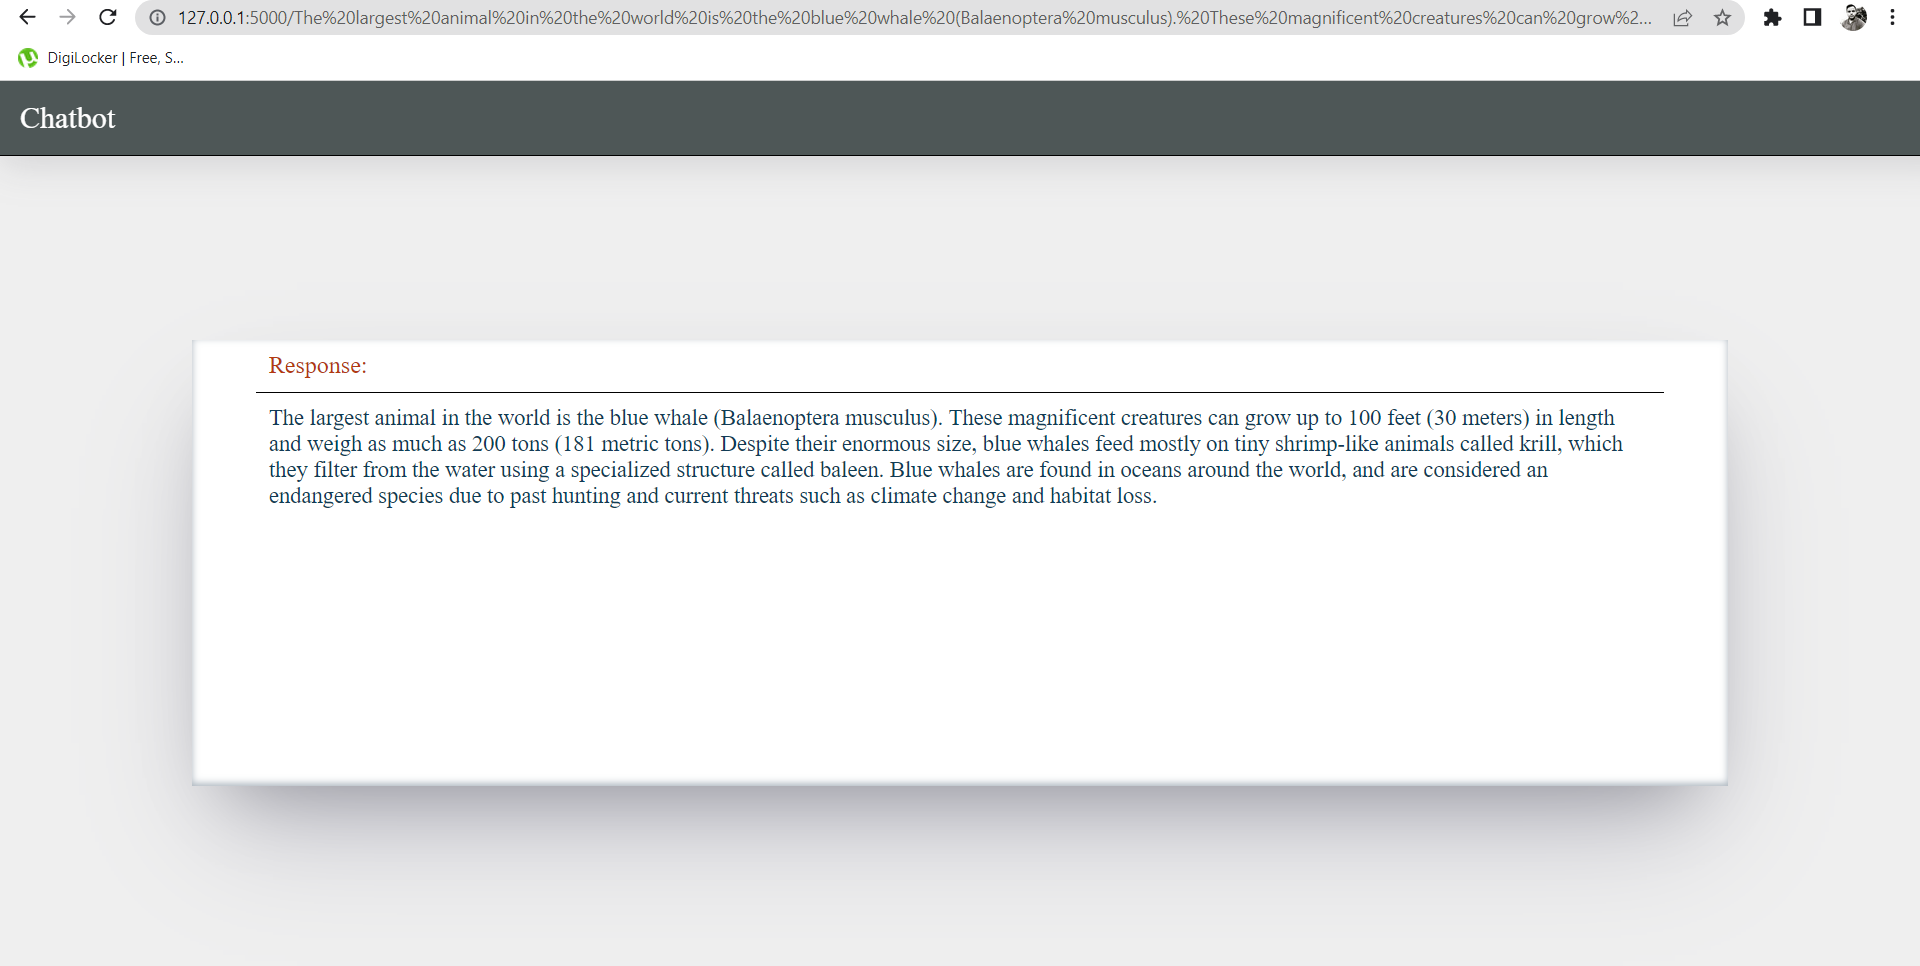 127.0.0.1:5000/The%20largest%20animal%20in%20the%20world%20is%20the%20blue%20whale%20(Balaenoptera%20musculus).%20These%20magnificent%20creatures%20can%20grow%2...
DigiLocker | Free, S...
Chatbot
Response:
The largest animal in the world is the blue whale (Balaenoptera musculus). These magnificent creatures can grow up to 100 feet (30 meters) in length
and weigh as much as 200 tons (181 metric tons). Despite their enormous size, blue whales feed mostly on tiny shrimp-like animals called krill, which
they filter from the water using a specialized structure called baleen. Blue whales are found in oceans around the world, and are considered an
endangered species due to past hunting and current threats such as climate change and habitat loss.